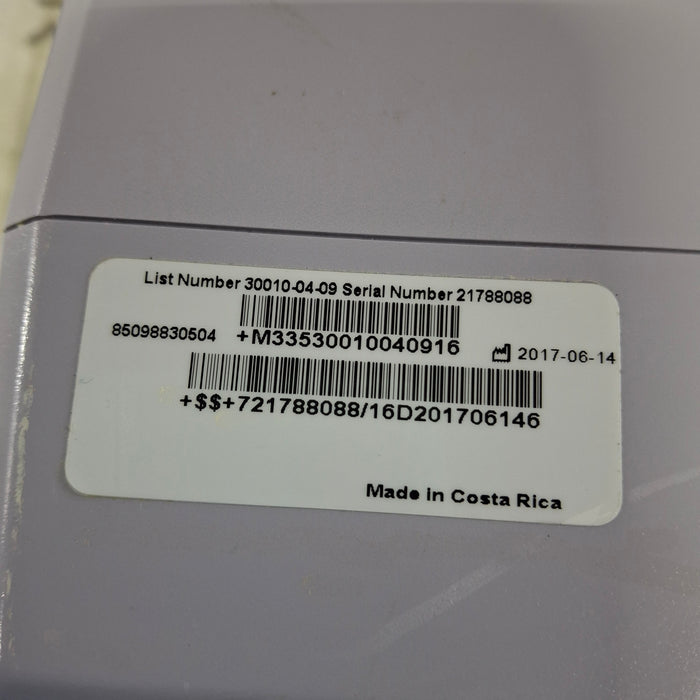 List Number 30010-04-09 Serial Number 21788088
85098830504 +M33530010040916 2017-06-14
+$$+721788088/16D201706146
Made in Costa Rica